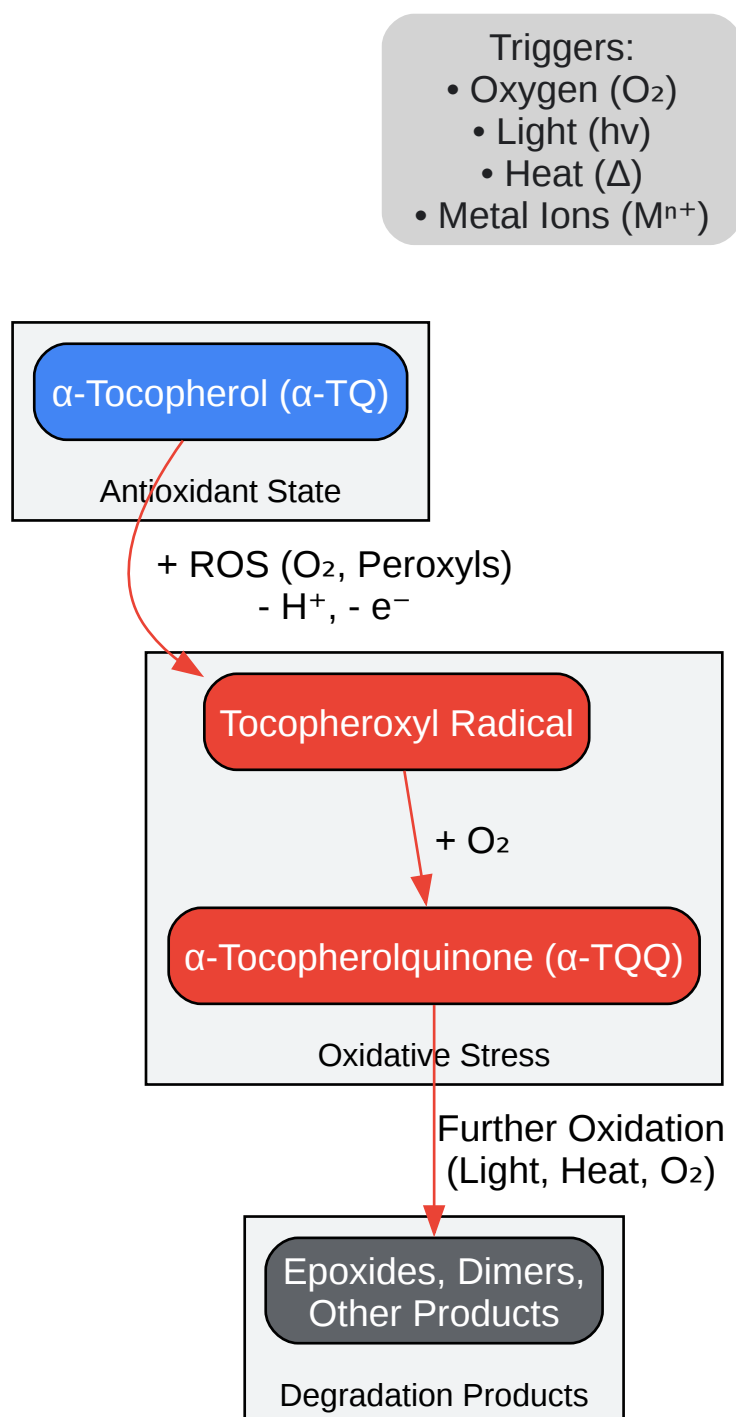 Triggers:
• Oxygen (O₂)
• Light (hv)
• Heat (Δ)
• Metal Ions (Mⁿ⁺)
α-Tocopherol (α-TQ)
Antioxidant State
+ ROS (O₂, Peroxyls)
- H⁺, - e⁻
Tocopheroxyl Radical
+ O₂
α-Tocopherolquinone (α-TQQ)
Oxidative Stress
Further Oxidation
(Light, Heat, O₂)
Epoxides, Dimers,
Other Products
Degradation Products